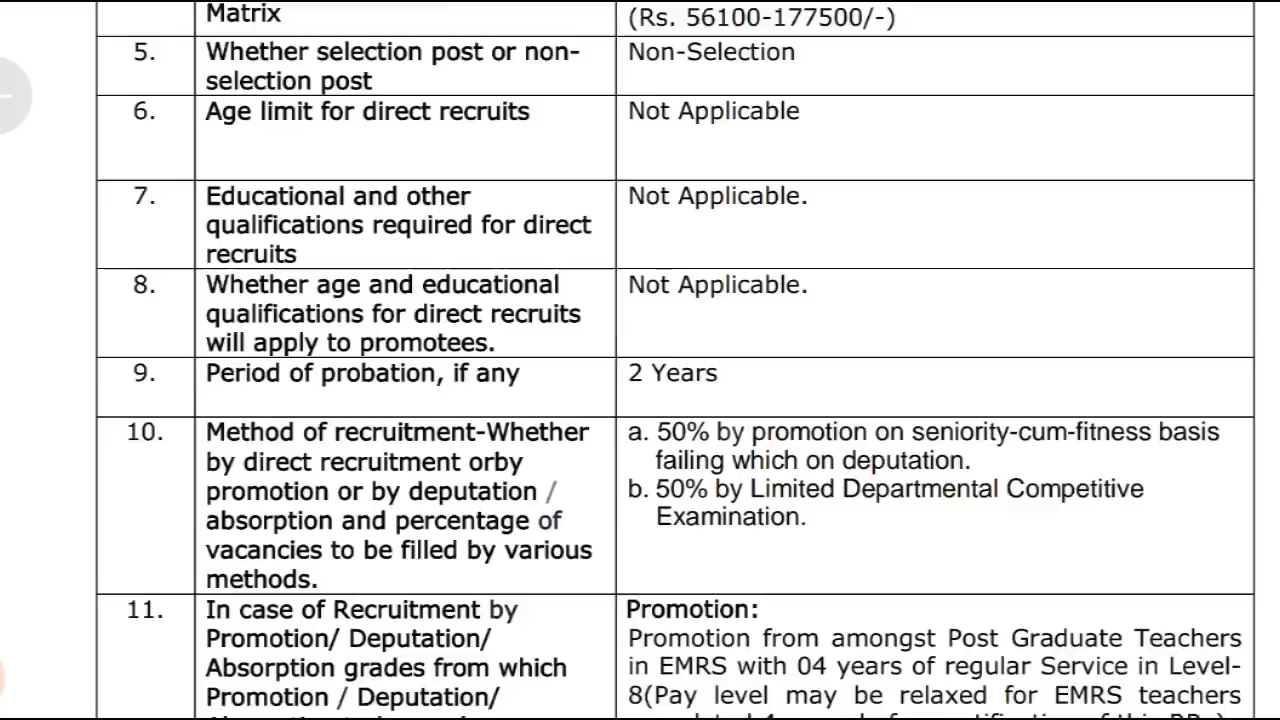 Matrix
(Rs. 56100-177500/-)
5.
Whether selection post or non-
selection post
Non-Selection
6.
Age limit for direct recruits
Not Applicable
7.
Educational and other
qualifications required for direct
recruits
Not Applicable.
8.
Whether age and educational
qualifications for direct recruits
will apply to promotees.
Not Applicable.
9.
Period of probation, if any
2 Years
10.
Method of recruitment-Whether
by direct recruitment orby
promotion or by deputation /
absorption and percentage of
vacancies to be filled by various
methods.
a. 50% by promotion on seniority-cum-fitness basis
failing which on deputation.
b. 50% by Limited Departmental Competitive
Examination.
11.
In case of Recruitment by
Promotion/ Deputation/
Absorption grades from which
Promotion / Deputation/
Promotion:
Promotion from amongst Post Graduate Teachers
in EMRS with 04 years of regular Service in Level-
8(Pay level may be relaxed for EMRS teachers